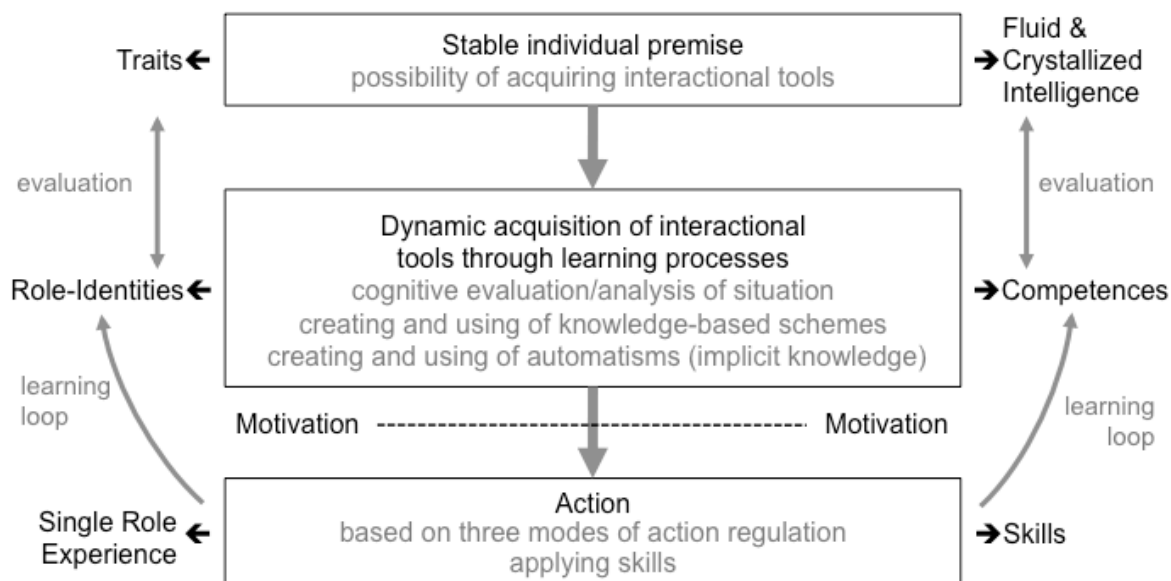 Stable individual premise
possibility of acquiring interactional tools
Traits
Fluid &
Crystallized
Intelligence
evaluation
evaluation
Dynamic acquisition of interactional
tools through learning processes
cognitive evaluation/analysis of situation
creating and using of knowledge-based schemes
creating and using of automatisms (implicit knowledge)
Role-Identities
Competences
learning
loop
learning
loop
Motivation
Motivation
Action
based on three modes of action regulation
applying skills
Single Role
Experience
Skills